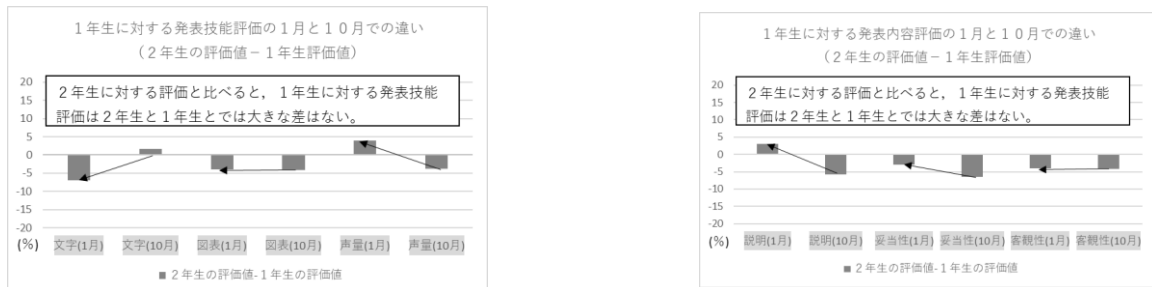 １年生に対する発表技能評価の１月と１０月での違い
（２年生の評価値－１年生評価値）
２年生に対する評価と比べると，１年生に対する発表技能
評価は２年生と１年生とでは大きな差はない。
20
15
10
5
0
-5
-10
-15
-20
(%)
文字(1月)
文字(10月)
図表(1月)
図表(10月)
声量(1月)
声量(10月)
■ ２年生の評価値-１年生の評価値
１年生に対する発表内容評価の１月と１０月での違い
（２年生の評価値－１年生評価値）
２年生に対する評価と比べると，１年生に対する発表技能
評価は２年生と１年生とでは大きな差はない。
20
15
10
5
0
-5
-10
-15
-20
(%)
説明(1月)
説明(10月)
妥当性(1月)
妥当性(10月)
客観性(1月)
客観性(10月)
■ ２年生の評価値-１年生の評価値